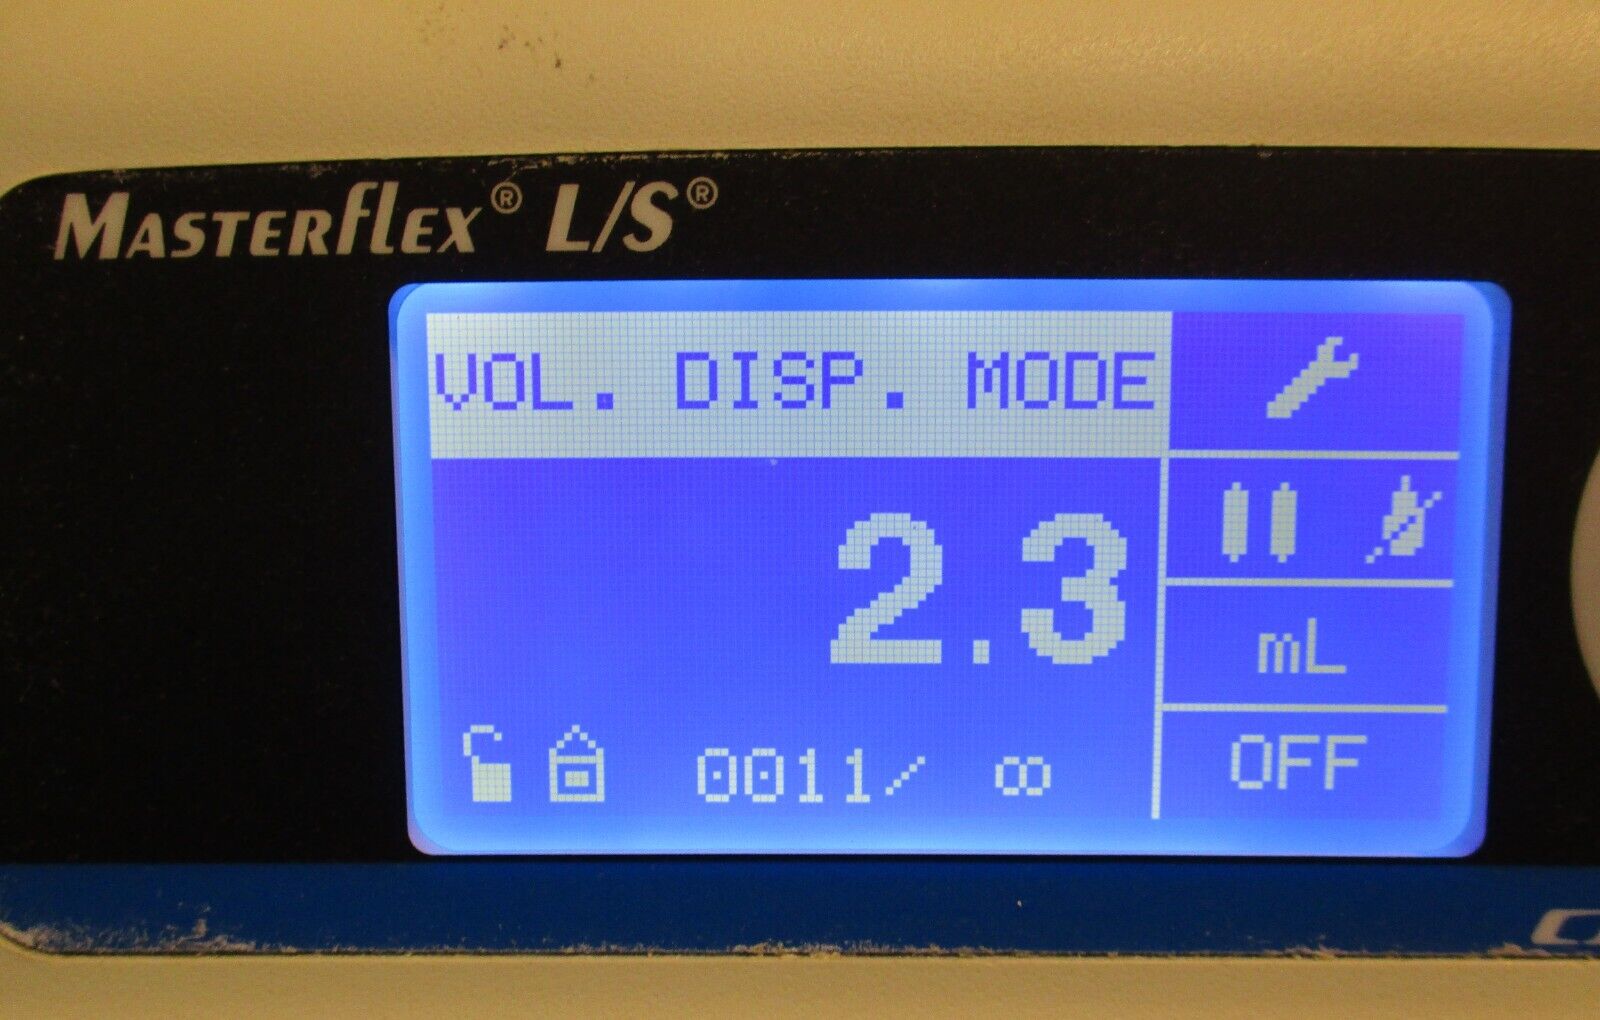 MASTERFLEX® L/S®
VOL. DISP. MODE
2.3
mL
0011/ ∞
OFF